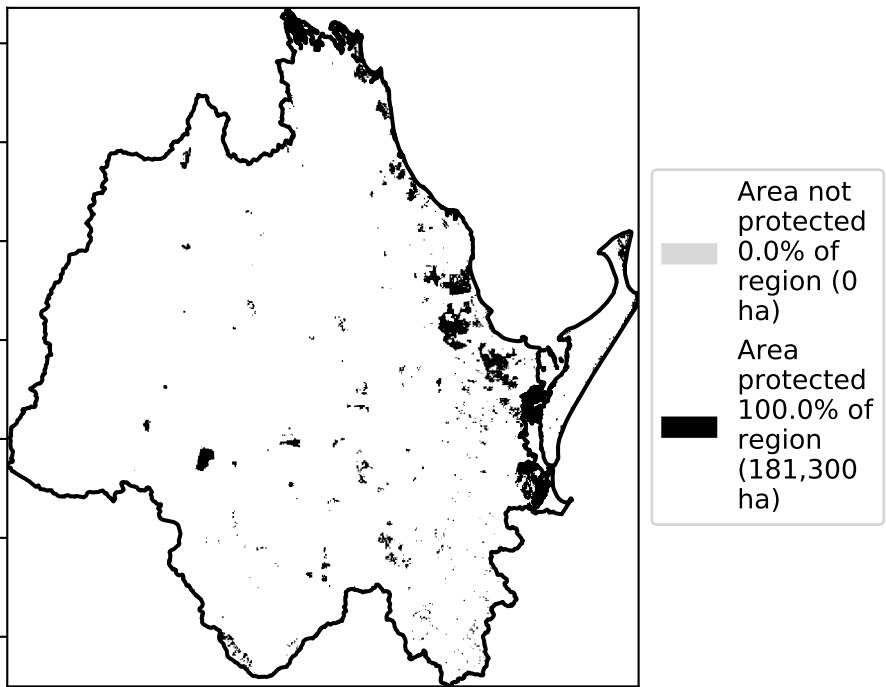 Area not
protected
0.0% of
region (0
ha)
Area
protected
100.0% of
region
(181,300
ha)